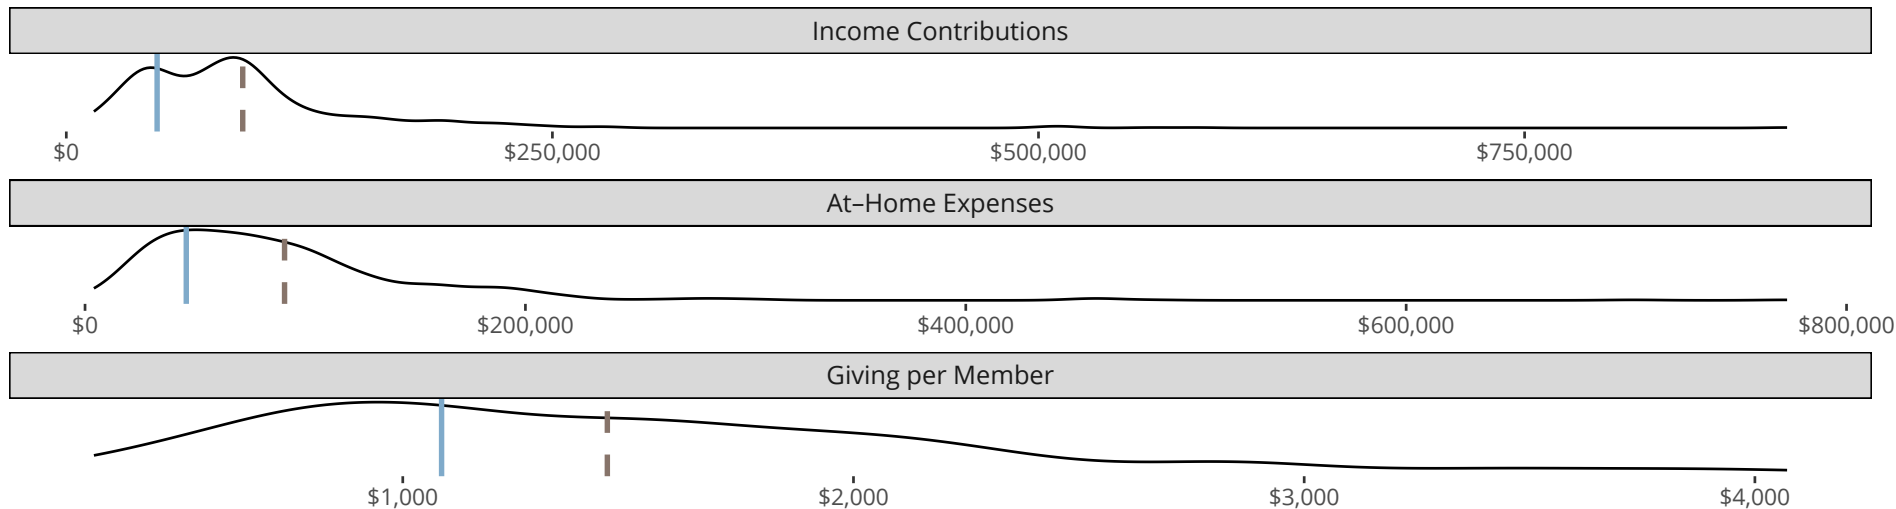 Income Contributions
$0 $250,000 $500,000 $750,000
At–Home Expenses
$0 $200,000 $400,000 $600,000 $800,000
Giving per Member
$1,000 $2,000 $3,000 $4,000